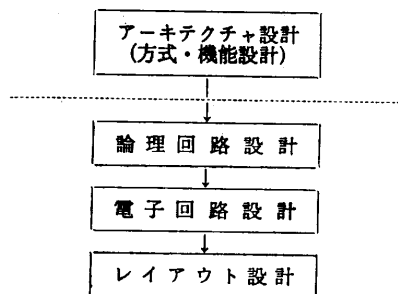 アーキテクチャ設計
(方式・機能設計)
論理回路設計
電子回路設計
レイアウト設計